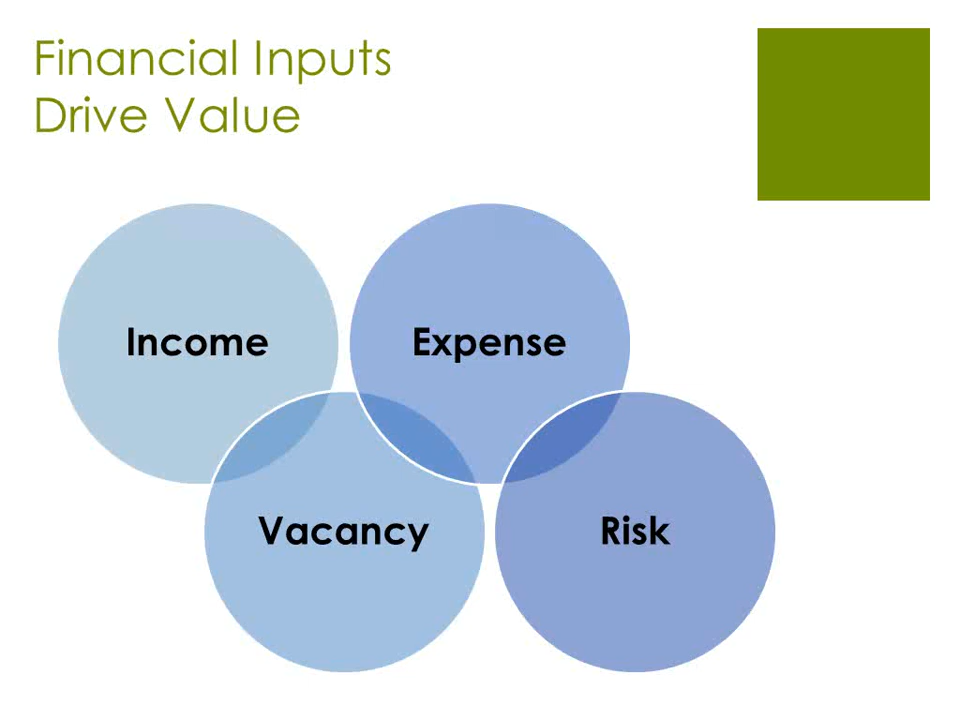 Financial Inputs
Drive Value
Income
Expense
Vacancy
Risk